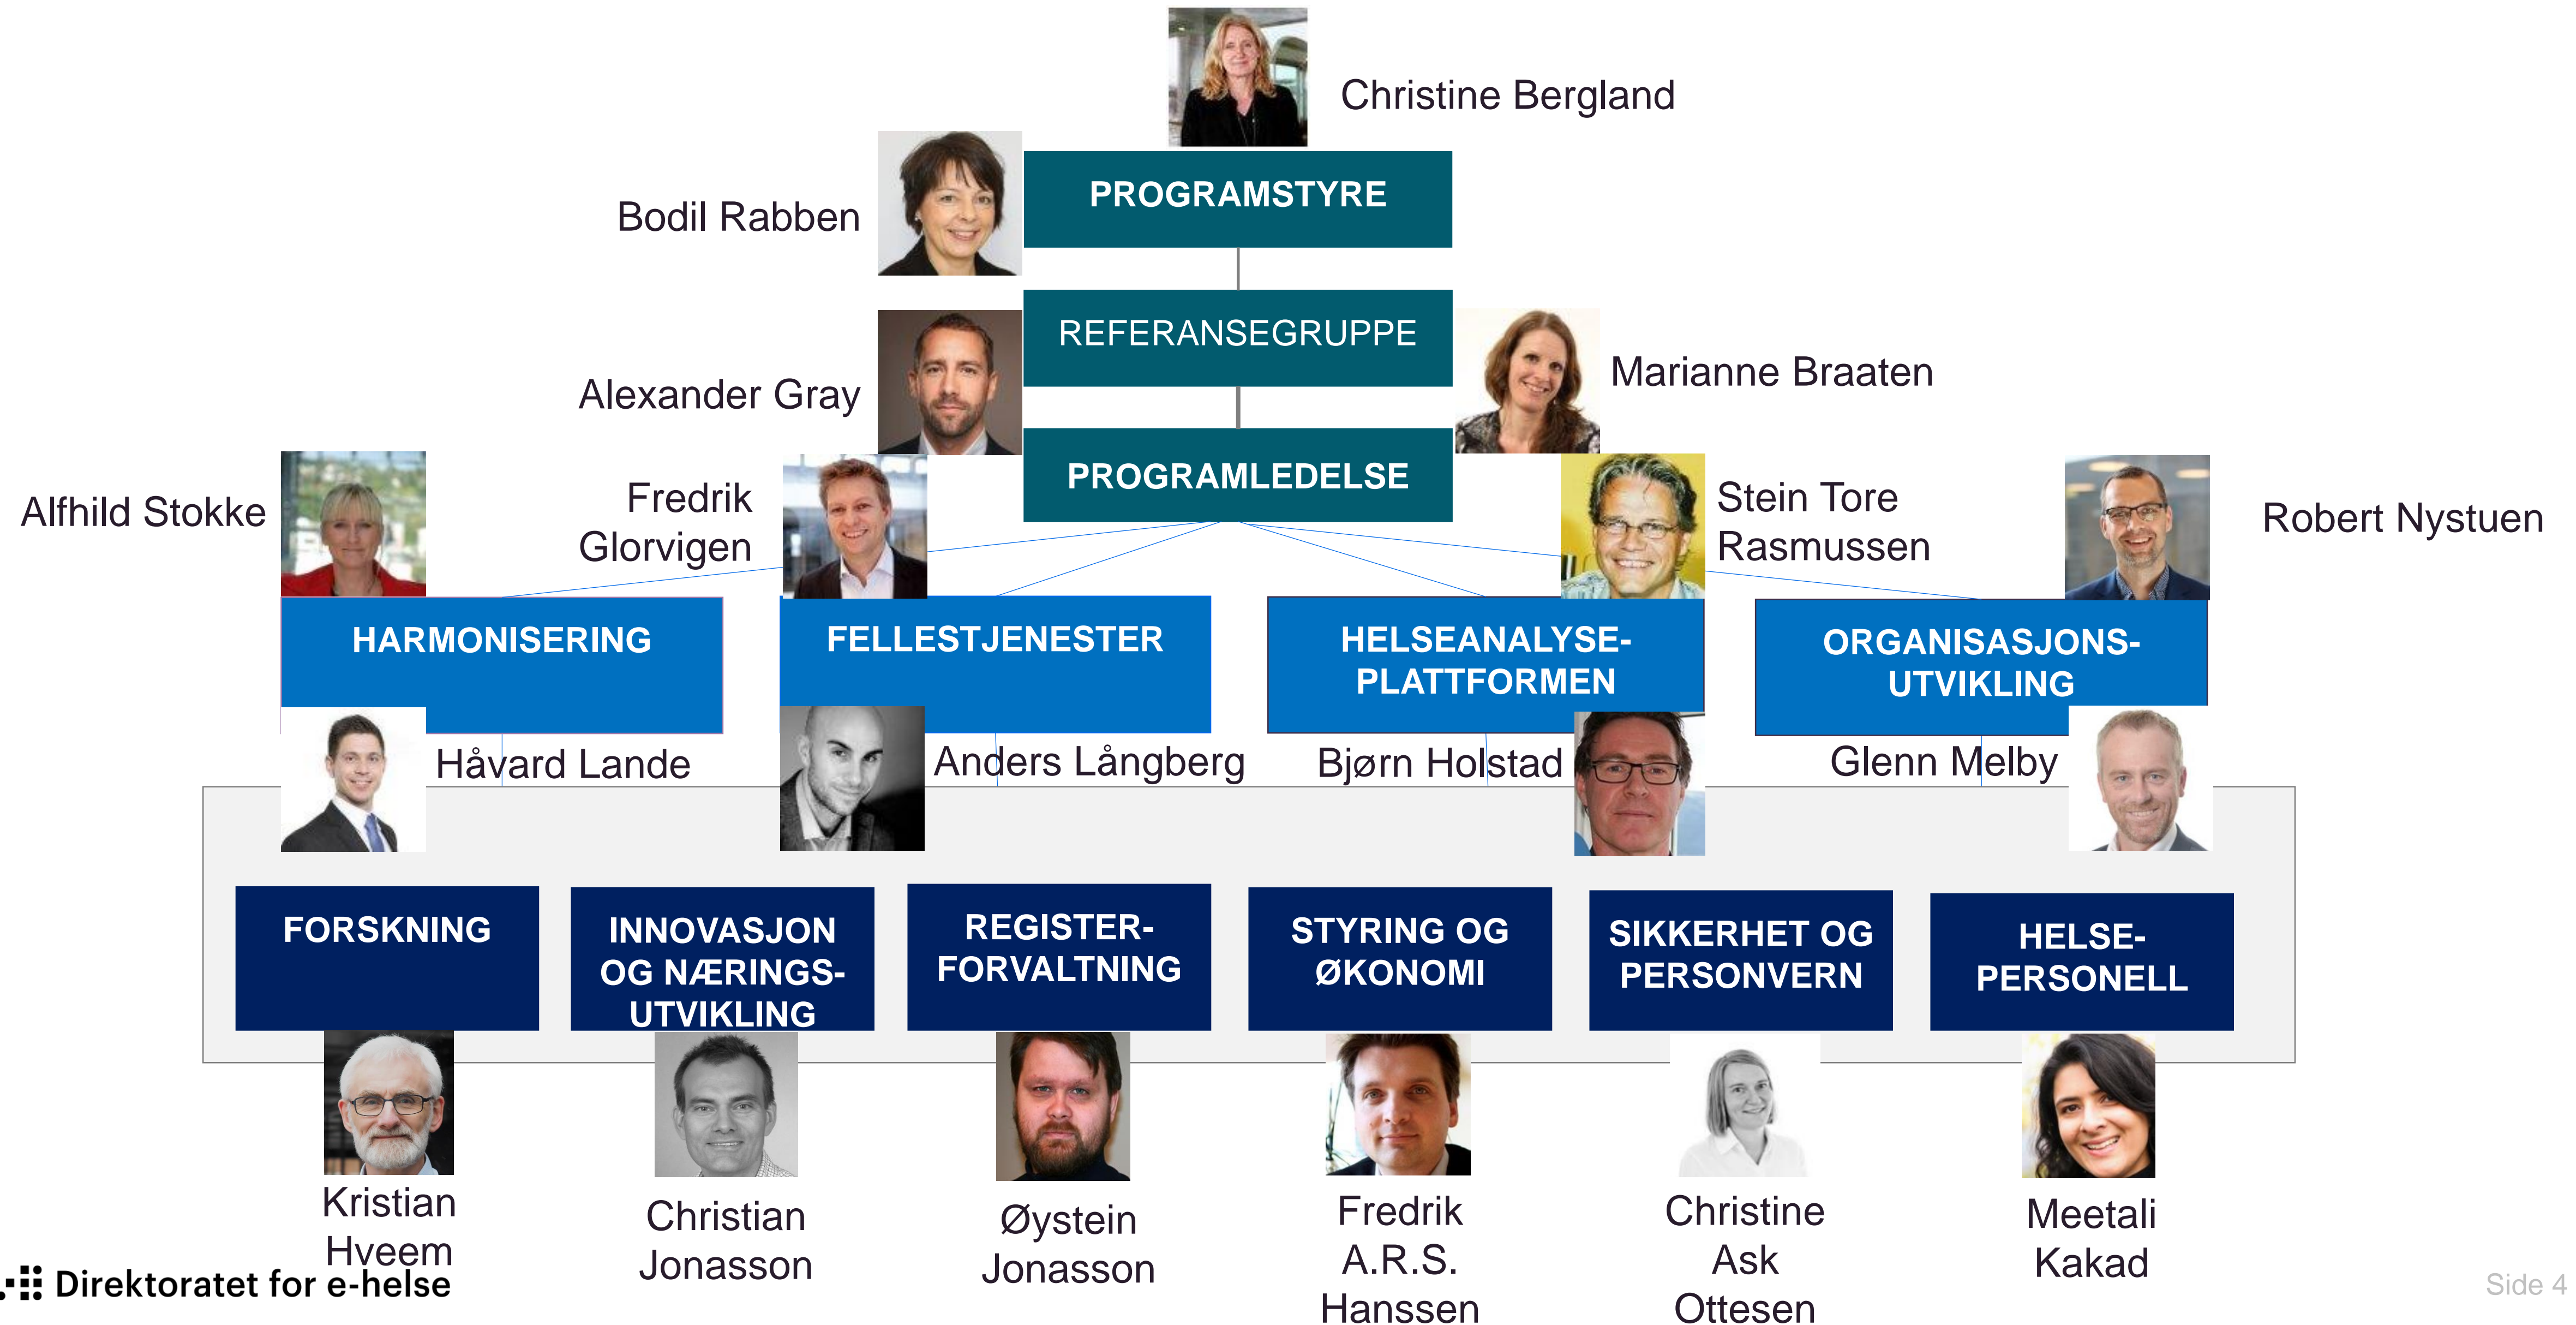 Christine Bergland
PROGRAMSTYRE
Bodil Rabben
REFERANSEGRUPPE
Marianne Braaten
Alexander Gray
PROGRAMLEDELSE
Alfhild Stokke
Fredrik
Glorvigen
Stein Tore
Rasmussen
Robert Nystuen
HARMONISERING
FELLESTJENESTER
HELSEANALYSE-
PLATTFORMEN
ORGANISASJONS-
UTVIKLING
Håvard Lande
Anders Långberg
Bjørn Holstad
Glenn Melby
FORSKNING
INNOVASJON
OG NÆRINGS-
UTVIKLING
REGISTER-
FORVALTNING
STYRING OG
ØKONOMI
SIKKERHET OG
PERSONVERN
HELSE-
PERSONELL
Kristian
Hveem
Christian
Jonasson
Øystein
Jonasson
Fredrik
A.R.S.
Hanssen
Christine
Ask
Ottesen
Meetali
Kakad
Direktoratet for e-helse
Side 4